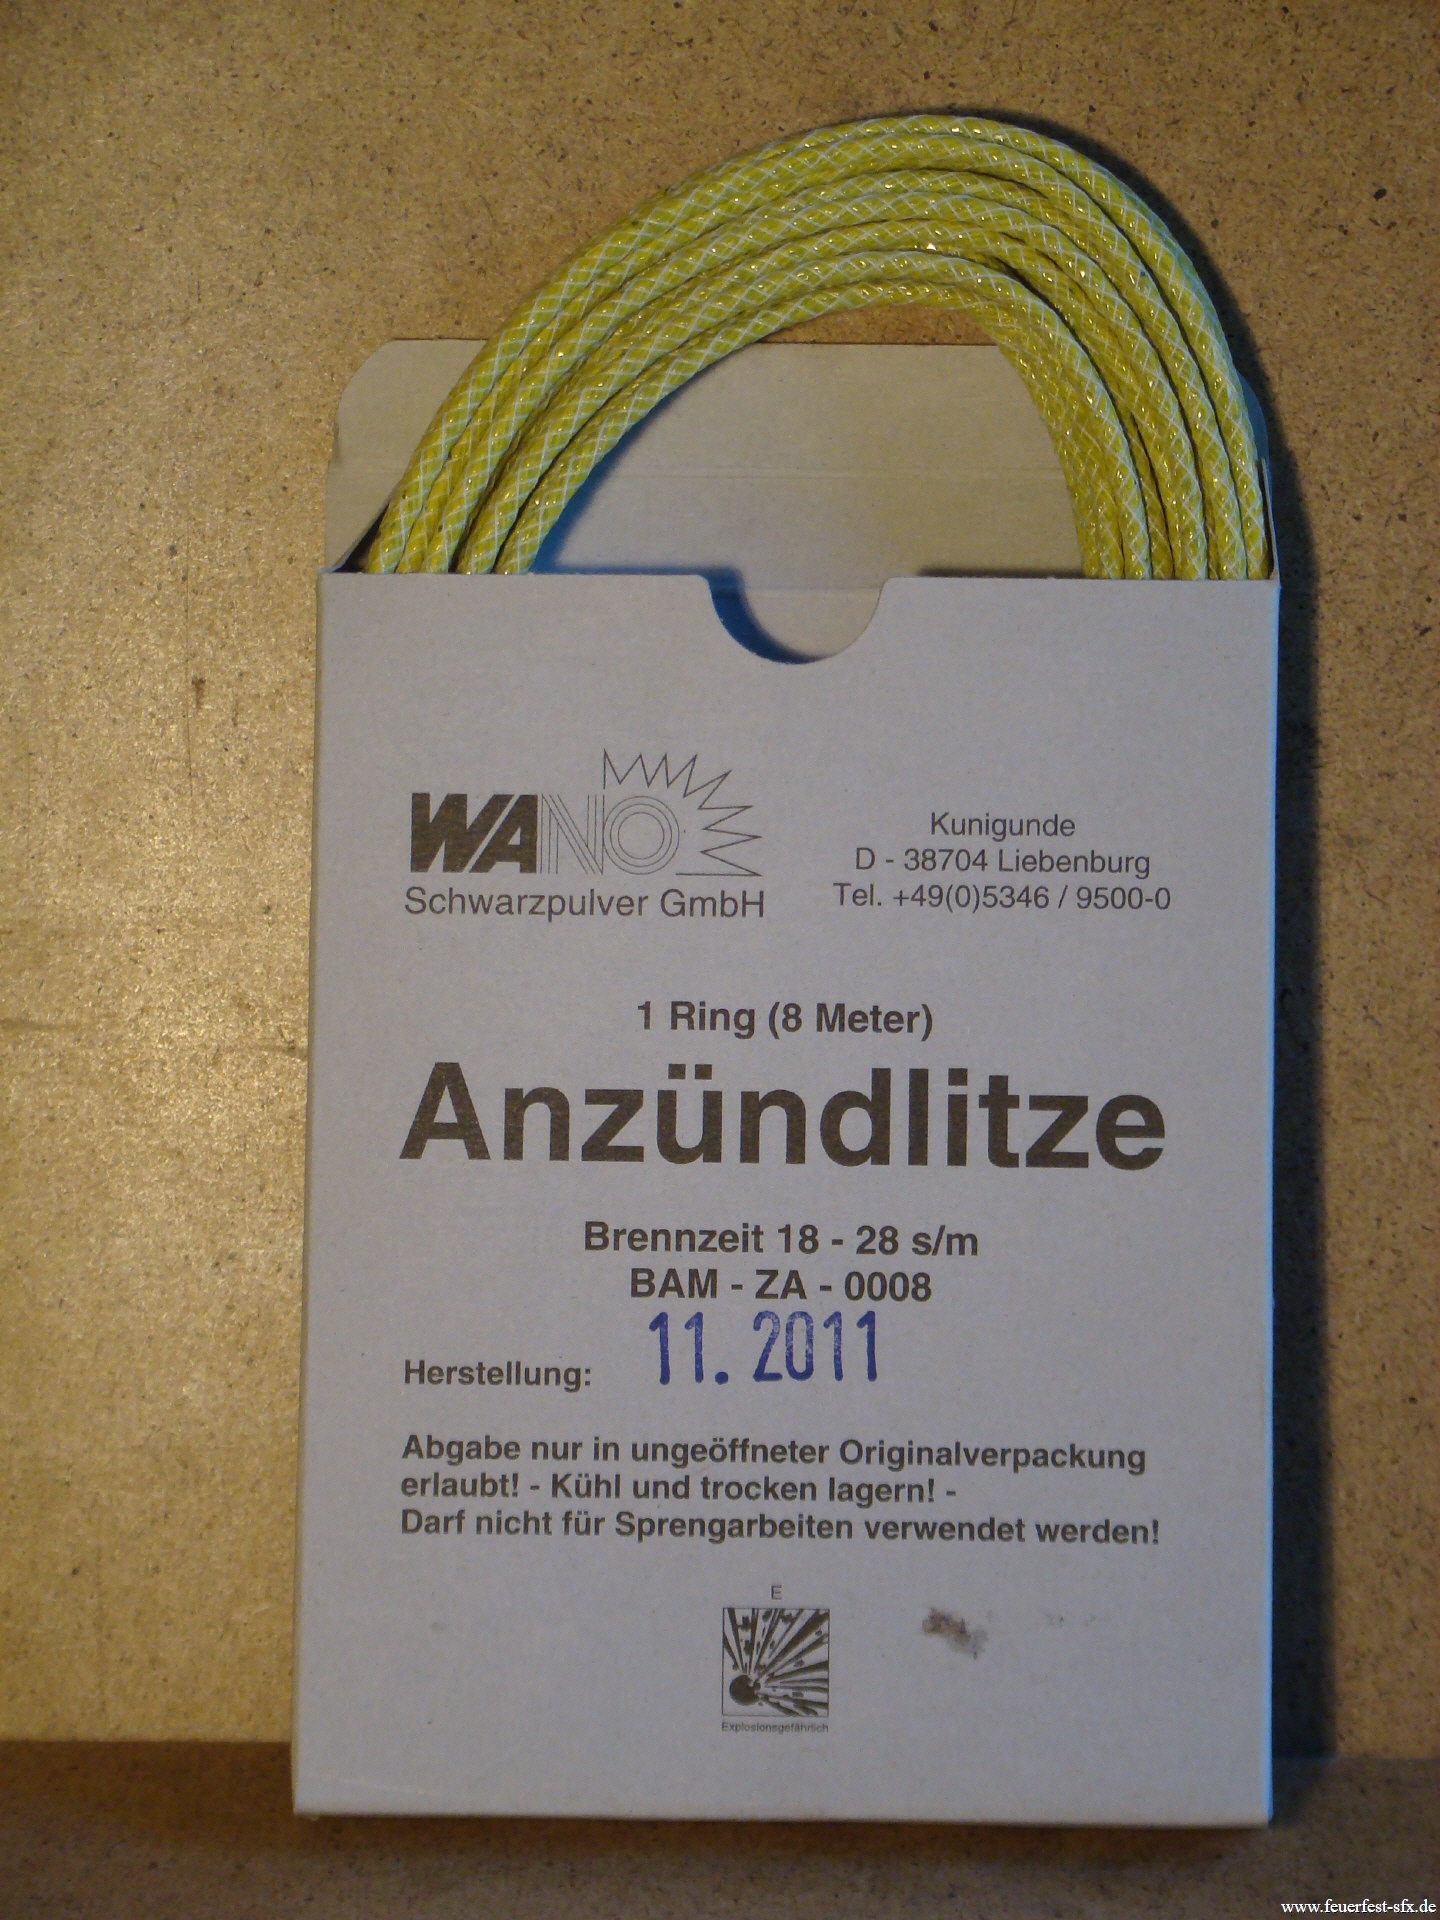 WANO
Schwarzpulver GmbH
Kunigunde
D - 38704 Liebenburg
Tel. +49(0)5346 / 9500-0
1 Ring (8 Meter)
Anzündlitze
Brennzeit 18 - 28 s/m
BAM - ZA - 0008
Herstellung: 11. 2011
Abgabe nur in ungeöffneter Originalverpackung
erlaubt! - Kühl und trocken lagern! -
Darf nicht für Sprengarbeiten verwendet werden!
E
Explosionsgefährlich
www.feuerfest-sfx.de